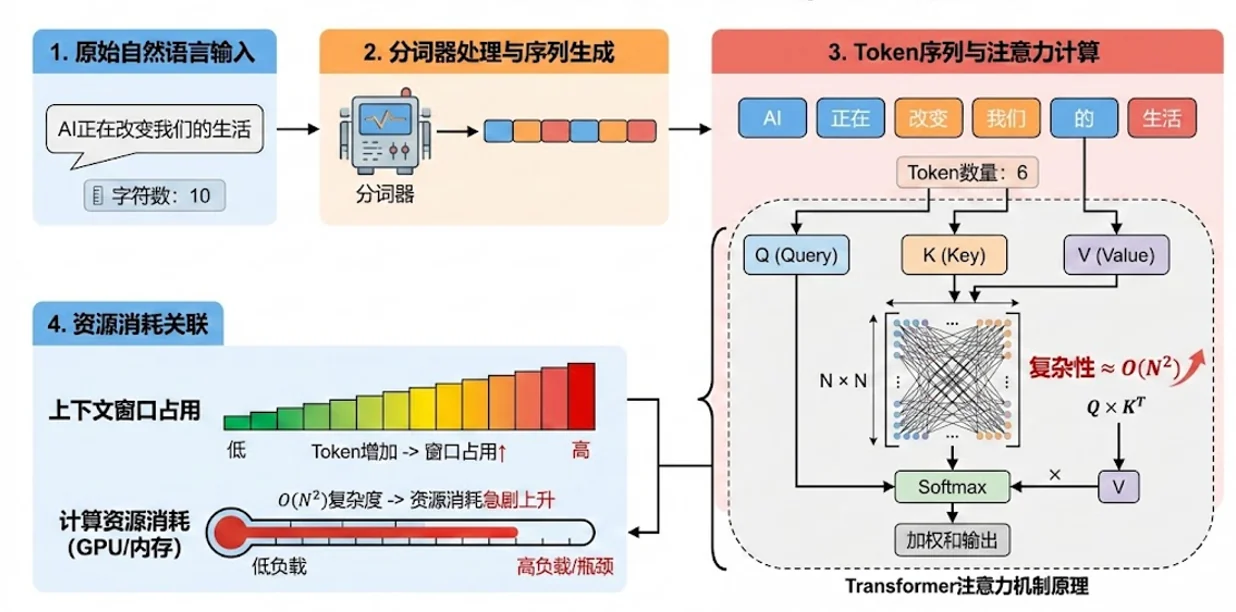 1. 原始自然语言输入
AI正在改变我们的生活
字符数：10
2. 分词器处理与序列生成
分词器
3. Token序列与注意力计算
AI 正在 改变 我们 的 生活
Token数量：6
Q (Query)
K (Key)
V (Value)
...
N × N
⋮ ⋮
...
复杂性 ≈ O(N²)
Q × Kᵀ
×
Softmax
V
加权和输出
Transformer注意力机制原理
4. 资源消耗关联
上下文窗口占用
低
Token增加 -> 窗口占用↑
高
O(N²)复杂度 -> 资源消耗急剧上升
计算资源消耗
（GPU/内存）
低负载
高负载/瓶颈